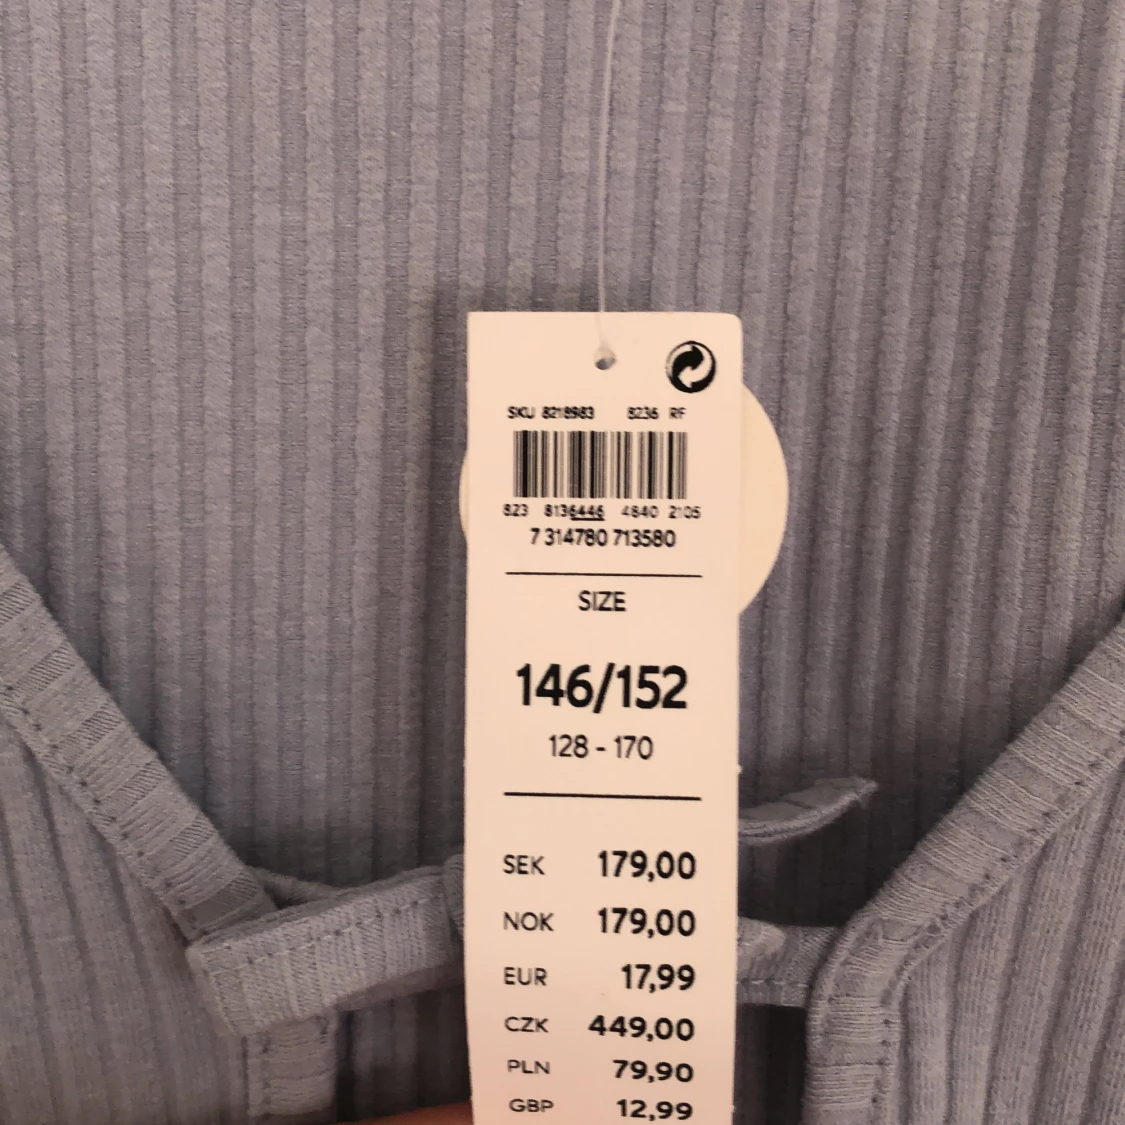 SKU 8218983 8236 RF
823 8136446 4640 2105
7 314780 713580
SIZE
146/152
128 - 170
SEK 179,00
NOK 179,00
EUR 17,99
CZK 449,00
PLN 79,90
GBP 12,99